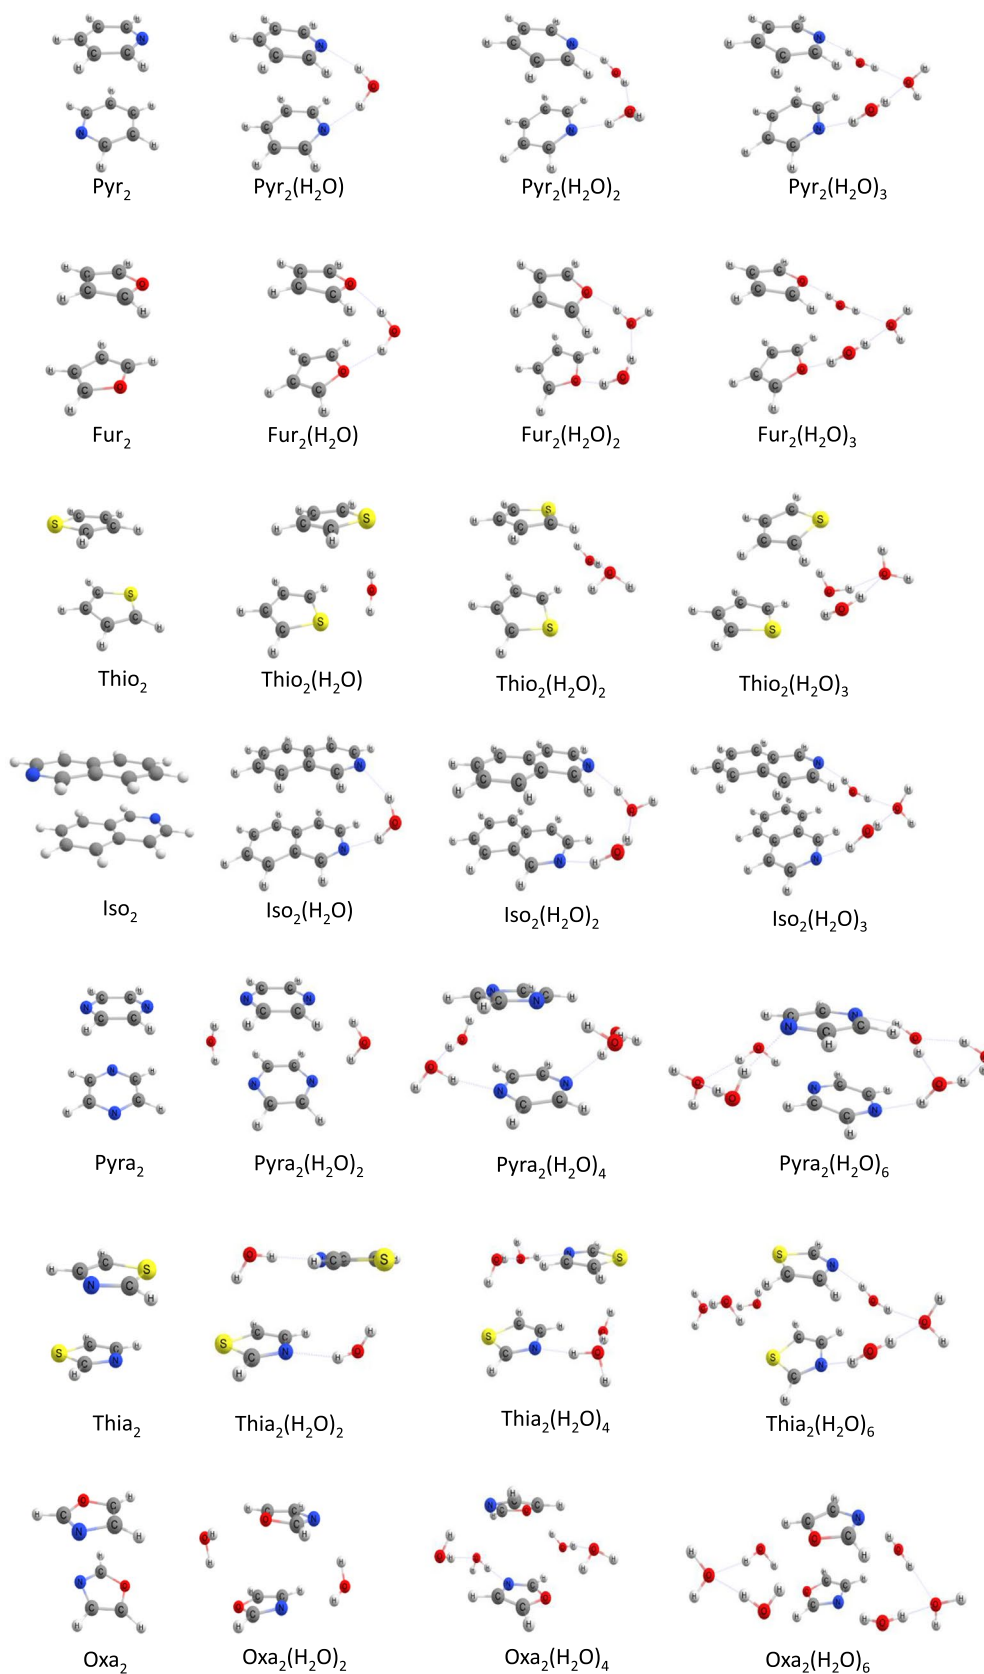 Pyr₂ Pyr₂(H₂O) Pyr₂(H₂O)₂ Pyr₂(H₂O)₃
Fur₂ Fur₂(H₂O) Fur₂(H₂O)₂ Fur₂(H₂O)₃
Thio₂ Thio₂(H₂O) Thio₂(H₂O)₂ Thio₂(H₂O)₃
Iso₂ Iso₂(H₂O) Iso₂(H₂O)₂ Iso₂(H₂O)₃
Pyra₂ Pyra₂(H₂O)₂ Pyra₂(H₂O)₄ Pyra₂(H₂O)₆
Thia₂ Thia₂(H₂O)₂ Thia₂(H₂O)₄ Thia₂(H₂O)₆
Oxa₂ Oxa₂(H₂O)₂ Oxa₂(H₂O)₄ Oxa₂(H₂O)₆